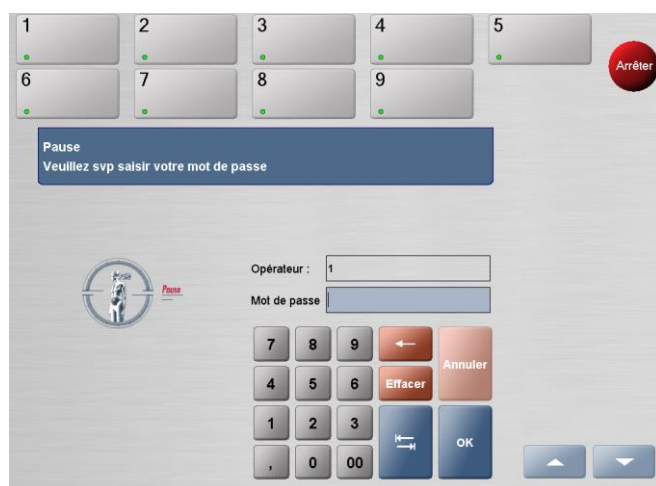 1 2 3 4 5
Arrêter
6 7 8 9
Pause
Veuillez svp saisir votre mot de passe
Opérateur : 1
Pause
Mot de passe
7 8 9
Annuler
4 5 6 Effacer
1 2 3
OK
, 0 00